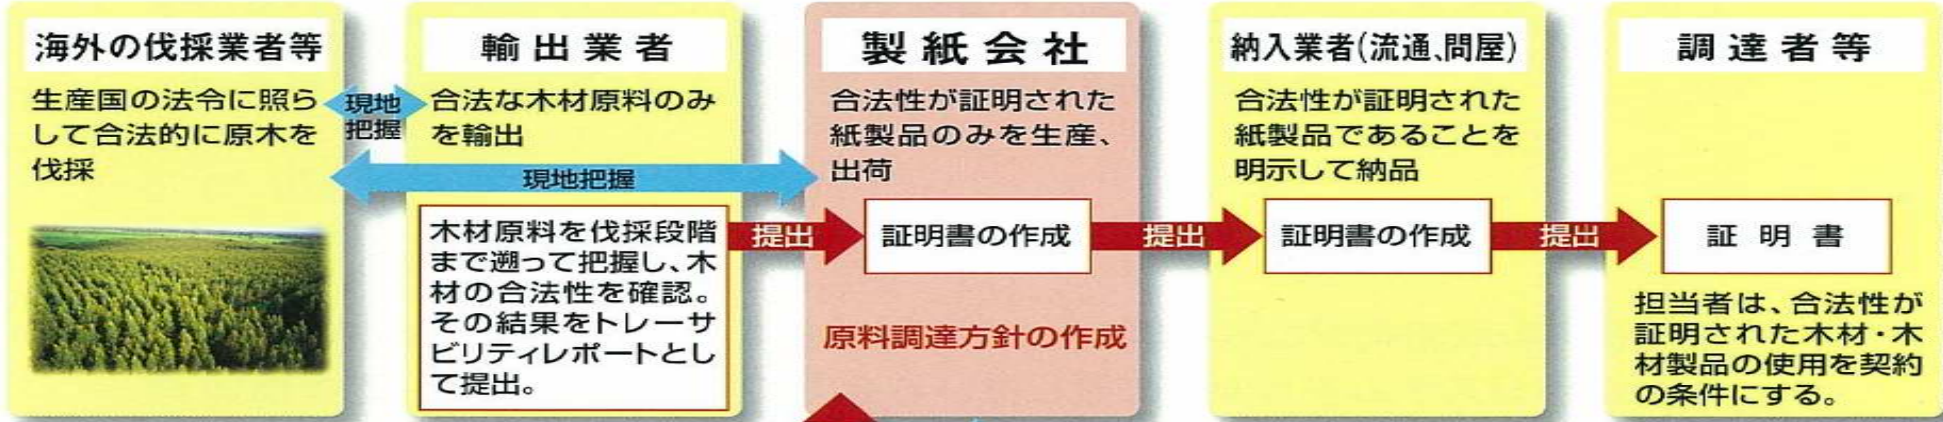 海外の伐採業者等
生産国の法令に照ら
して合法的に原木を
伐採
現地
把握
輸出業者
合法な木材原料のみ
を輸出
現地把握
木材原料を伐採段階
まで遡って把握し、木
材の合法性を確認。
その結果をトレーサ
ビリティレポートとし
て提出。
提出
製紙会社
合法性が証明された
紙製品のみを生産、
出荷
証明書の作成
原料調達方針の作成
提出
納入業者(流通、問屋)
合法性が証明された
紙製品であることを
明示して納品
証明書の作成
提出
調達者等
証明書
担当者は、合法性が
証明された木材・木
材製品の使用を契約
の条件にする。